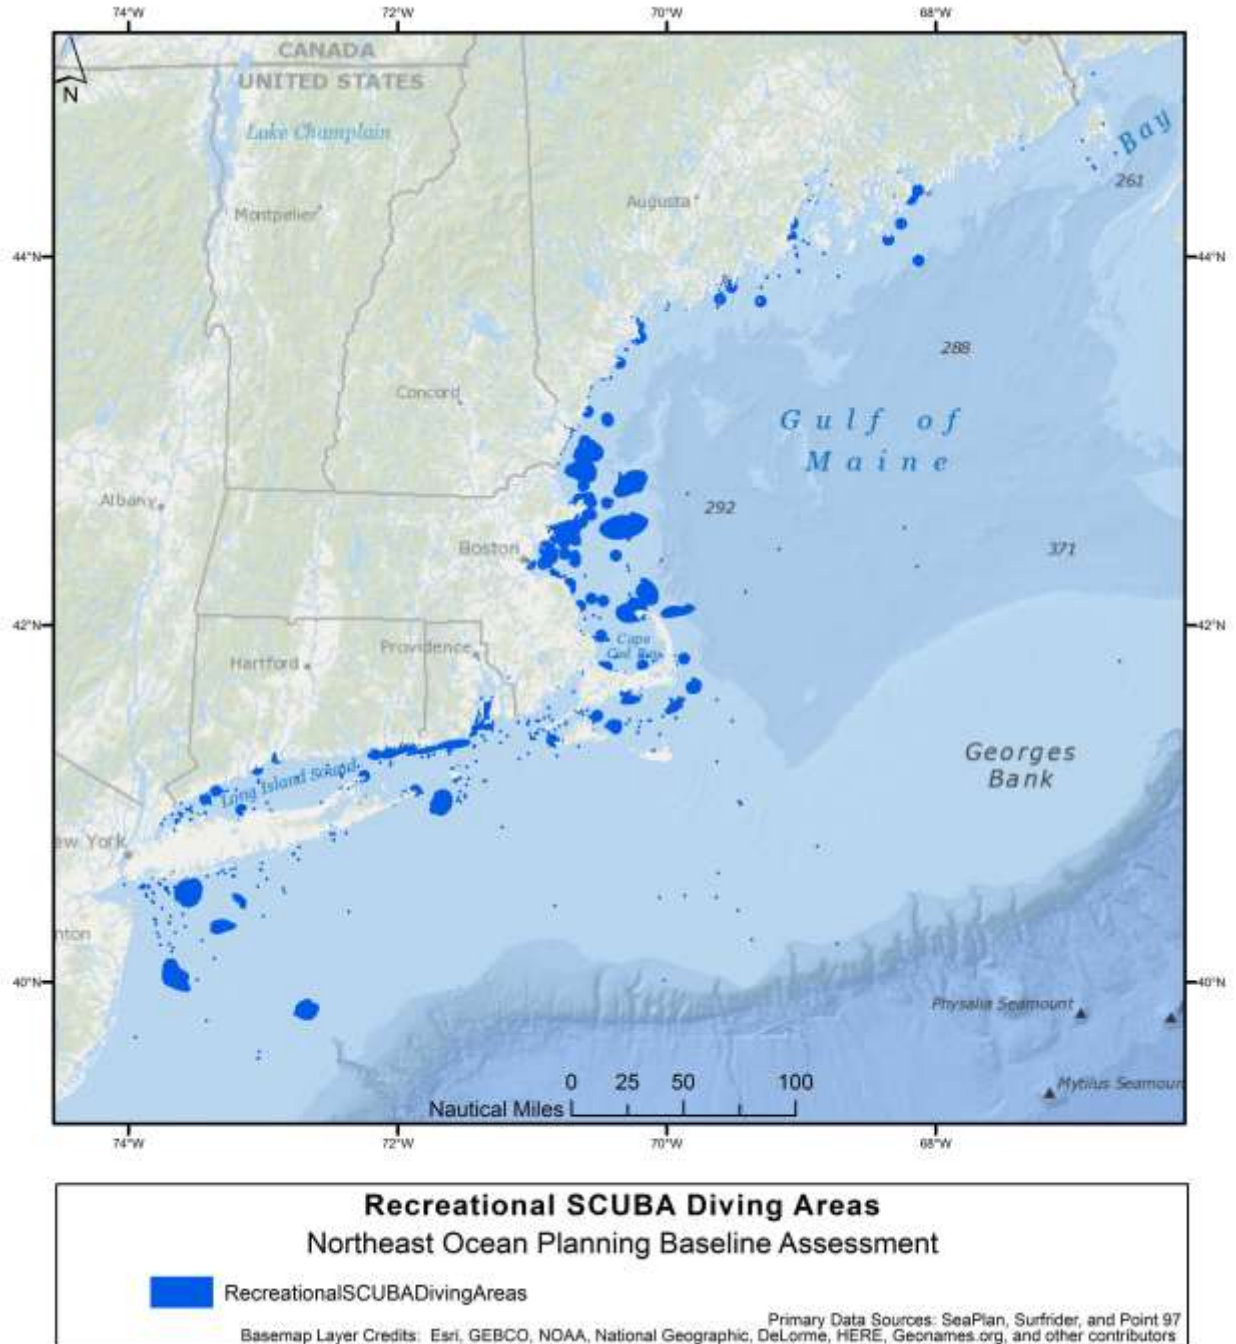 74°W 72°W 70°W 68°W
CANADA
UNITED STATES
N
Lake Champlain
Bay
261
Augusta
Montpelier
44°N 44°N
288
Concord
Gulf of
Maine
Albany
292
Boston
371
42°N 42°N
Cape
Cod Bay
Providence
Hartford
Georges
Bank
Long Island Sound
ew York
nton
40°N 40°N
Physalia Seamount
Mytilus Seamoun
0 25 50 100
Nautical Miles
74°W 72°W 70°W 68°W
Recreational SCUBA Diving Areas
Northeast Ocean Planning Baseline Assessment
RecreationalSCUBADivingAreas
Primary Data Sources: SeaPlan, Surfrider, and Point 97
Basemap Layer Credits: Esri, GEBCO, NOAA, National Geographic, DeLorme, HERE, Geonames.org, and other contributors